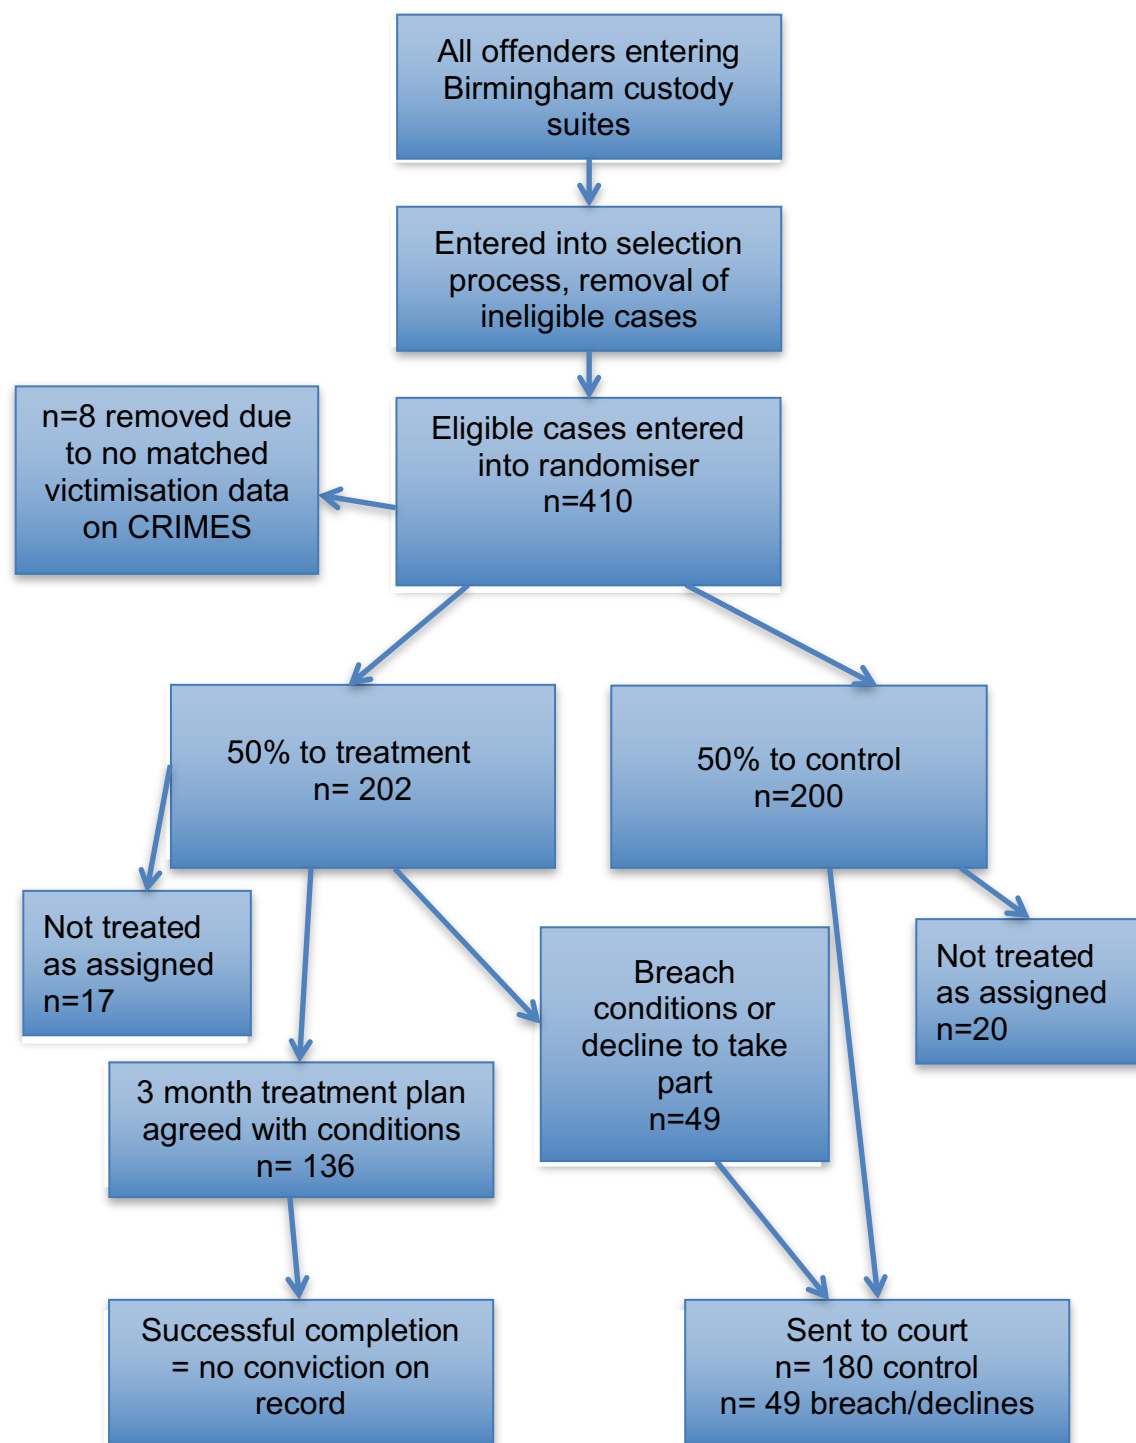 All offenders entering
Birmingham custody
suites
Entered into selection
process, removal of
ineligible cases
n=8 removed due
to no matched
victimisation data
on CRIMES
Eligible cases entered
into randomiser
n=410
50% to treatment
n= 202
50% to control
n=200
Not treated
as assigned
n=17
Breach
conditions or
decline to take
part
n=49
Not treated
as assigned
n=20
3 month treatment plan
agreed with conditions
n= 136
Successful completion
= no conviction on
record
Sent to court
n= 180 control
n= 49 breach/declines